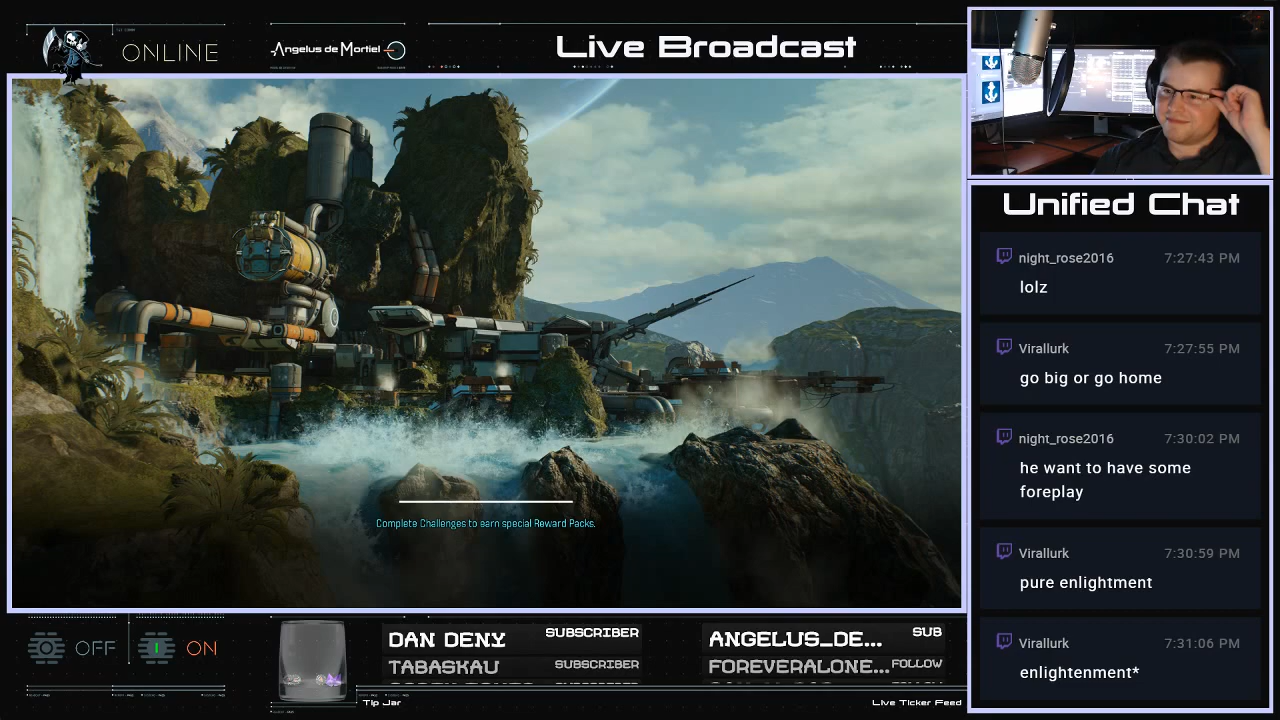 ONLINE
Angelus de Mortiel
Live Broadcast
Complete Challenges to earn special Reward Packs.
Unified Chat
night_rose2016 7:27:43 PM
lolz
Virallurk 7:27:55 PM
go big or go home
night_rose2016 7:30:02 PM
he want to have some
foreplay
Virallurk 7:30:59 PM
pure enlightment
Virallurk 7:31:06 PM
enlightenment*
OFF
ON
DAN DENY SUBSCRIBER
TABASKAU SUBSCRIBER
ANGELUS_DE... SUB
FOREVERALONE... FOLLOW
Tip Jar
Live Ticker Feed